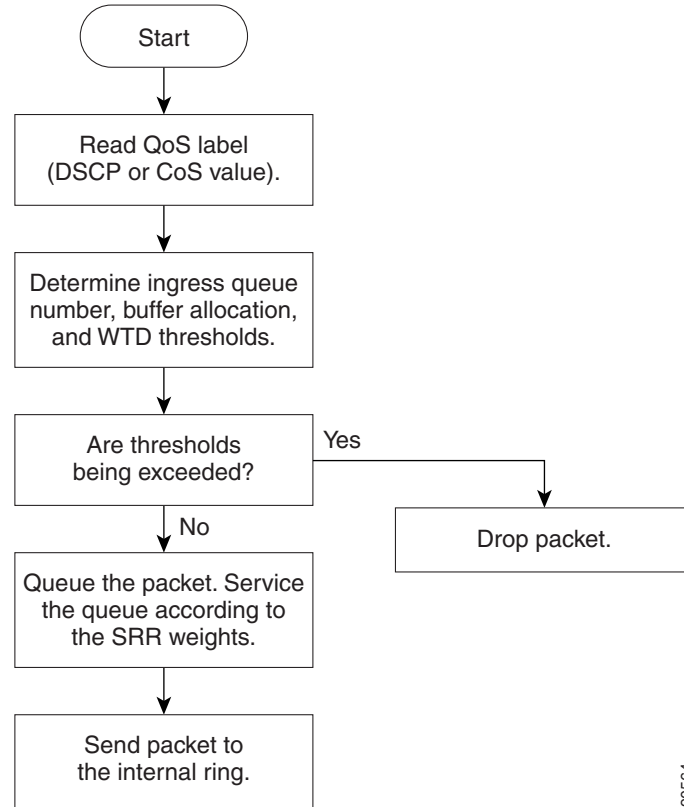 Start
Read QoS label
(DSCP or CoS value).
Determine ingress queue
number, buffer allocation,
and WTD thresholds.
Are thresholds
being exceeded?
Yes
No
Drop packet.
Queue the packet. Service
the queue according to
the SRR weights.
Send packet to
the internal ring.